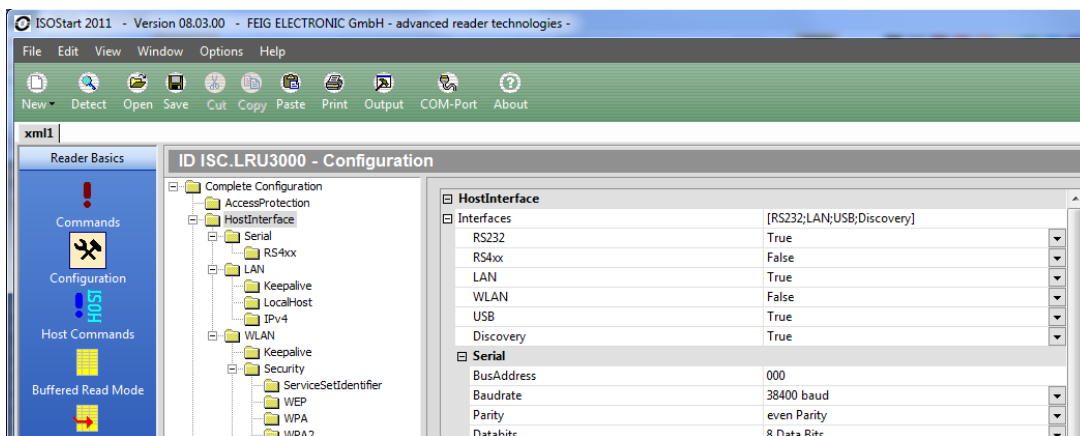 ISOStart 2011 - Version 08.03.00 - FEIG ELECTRONIC GmbH - advanced reader technologies -
File Edit View Window Options Help
New Detect Open Save Cut Copy Paste Print Output COM-Port About
xml1
Reader Basics
Commands
Configuration
HOST
Host Commands
Buffered Read Mode
ID ISC.LRU3000 - Configuration
Complete Configuration
AccessProtection
HostInterface
Serial
RS4xx
LAN
Keepalive
LocalHost
IPv4
WLAN
Keepalive
Security
ServiceSetIdentifier
WEP
WPA
WPA2
HostInterface
Interfaces [RS232;LAN;USB;Discovery]
RS232 True
RS4xx False
LAN True
WLAN False
USB True
Discovery True
Serial
BusAddress 000
Baudrate 38400 baud
Parity even Parity
Databits 8 Data Bits